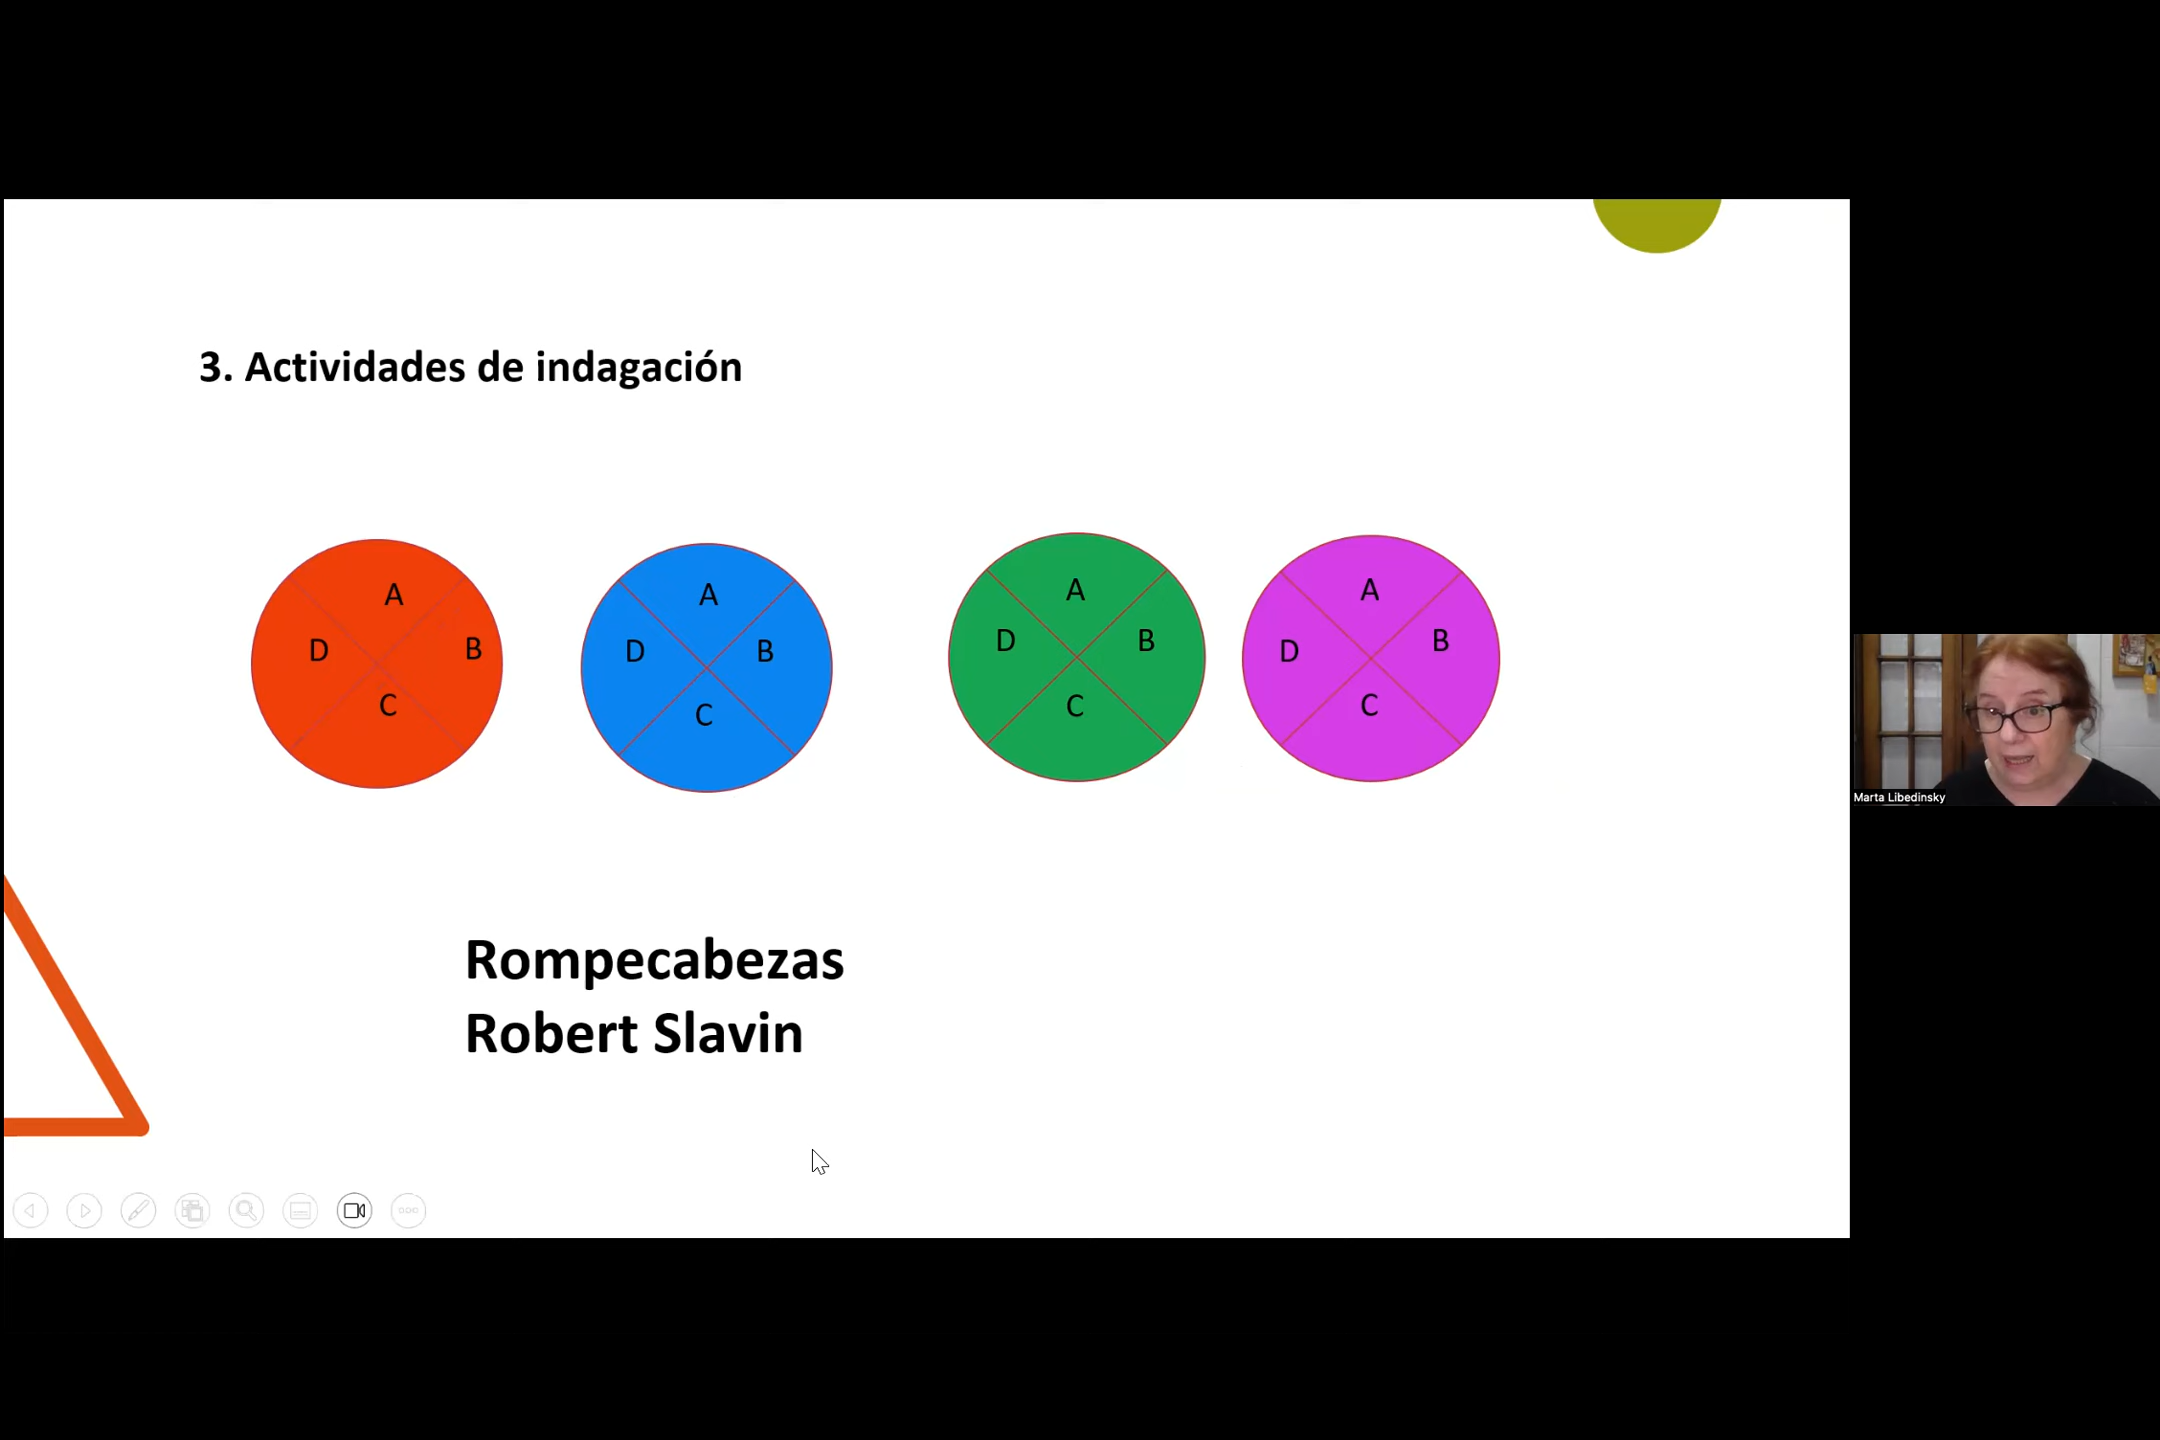 3. Actividades de indagación
A
D B
C
A
D B
C
A
D B
C
A
D B
C
Marta Libedinsky
Rompecabezas
Robert Slavin